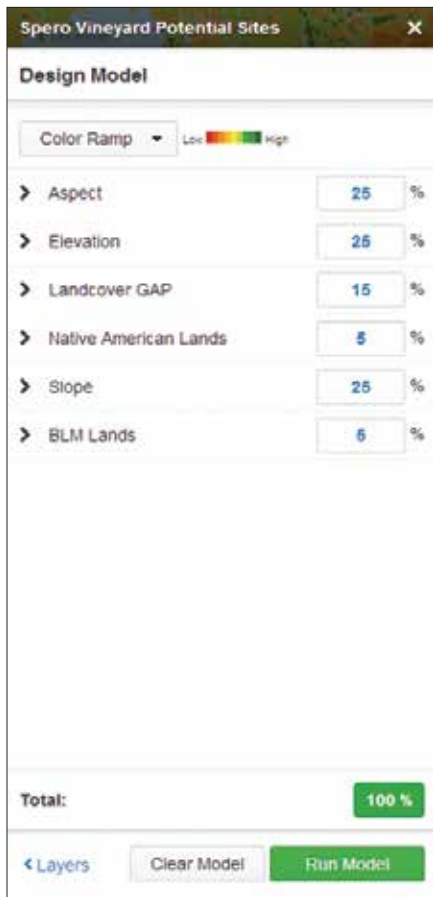 Spero Vineyard Potential Sites ×
Design Model
Color Ramp Low High
Aspect 25 %
Elevation 25 %
Landcover GAP 15 %
Native American Lands 5 %
Slope 25 %
BLM Lands 5 %
Total: 100 %
Layers Clear Model Run Model